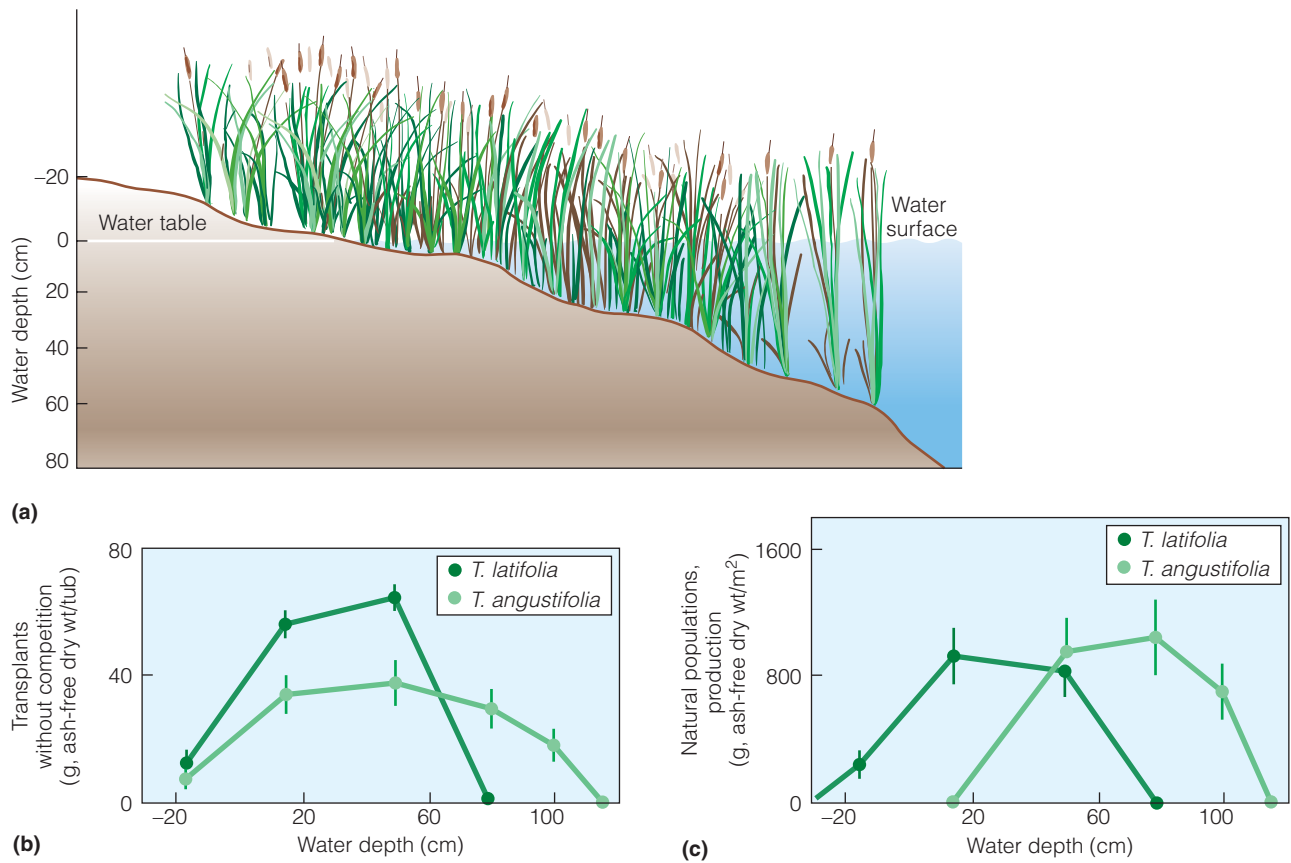 –20
Water table
Water
surface
0
20
40
60
80
Water depth (cm)
(a)
80
40
0
Transplants
without competition
(g, ash-free dry wt/tub)
T. latifolia
T. angustifolia
–20
20
60
100
Water depth (cm)
(b)
1600
800
0
Natural populations,
production
(g, ash-free dry wt/m²)
T. latifolia
T. angustifolia
–20
20
60
100
Water depth (cm)
(c)